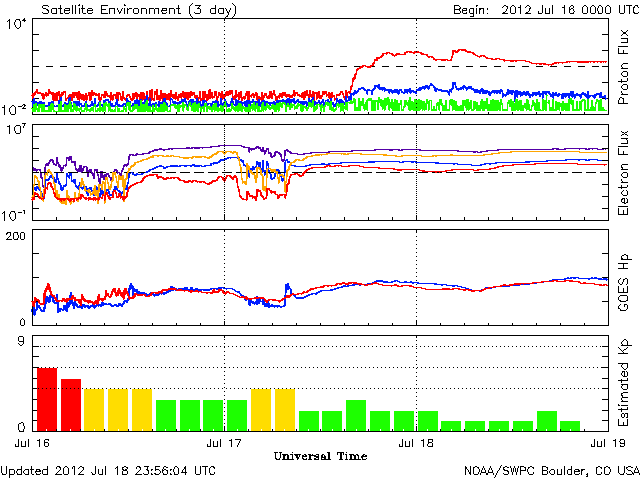 Satellite Environment (3 day) Begin: 2012 Jul 16 0000 UTC
10^4
10^-2
Proton Flux
10^7
10^-1
Electron Flux
200
0
GOES Hp
9
0
Estimated Kp
Jul 16 Jul 17 Jul 18 Jul 19
Universal Time
Updated 2012 Jul 18 23:56:04 UTC NOAA/SWPC Boulder, CO USA